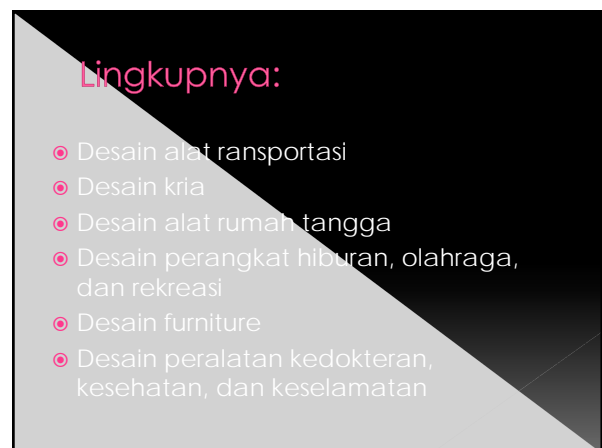 Lingkupnya:
Desain alat ransportasi
Desain kria
Desain alat rumah tangga
Desain perangkat hiburan, olahraga,
dan rekreasi
Desain furniture
Desain peralatan kedokteran,
kesehatan, dan keselamatan